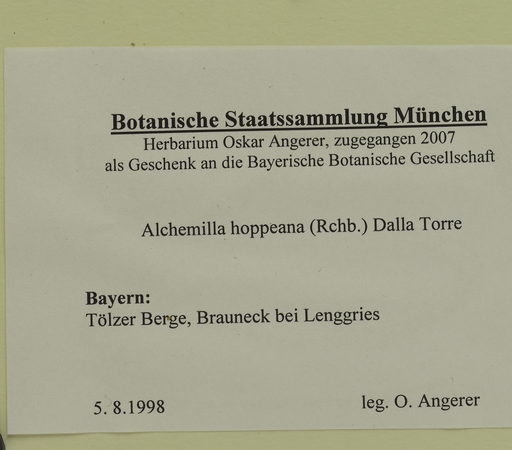 Botanische Staatssammlung München
Herbarium Oskar Angerer, zugegangen 2007
als Geschenk an die Bayerische Botanische Gesellschaft
Alchemilla hoppeana (Rchb.) Dalla Torre
Bayern:
Tölzer Berge, Brauneck bei Lenggries
5. 8.1998 leg. O. Angerer